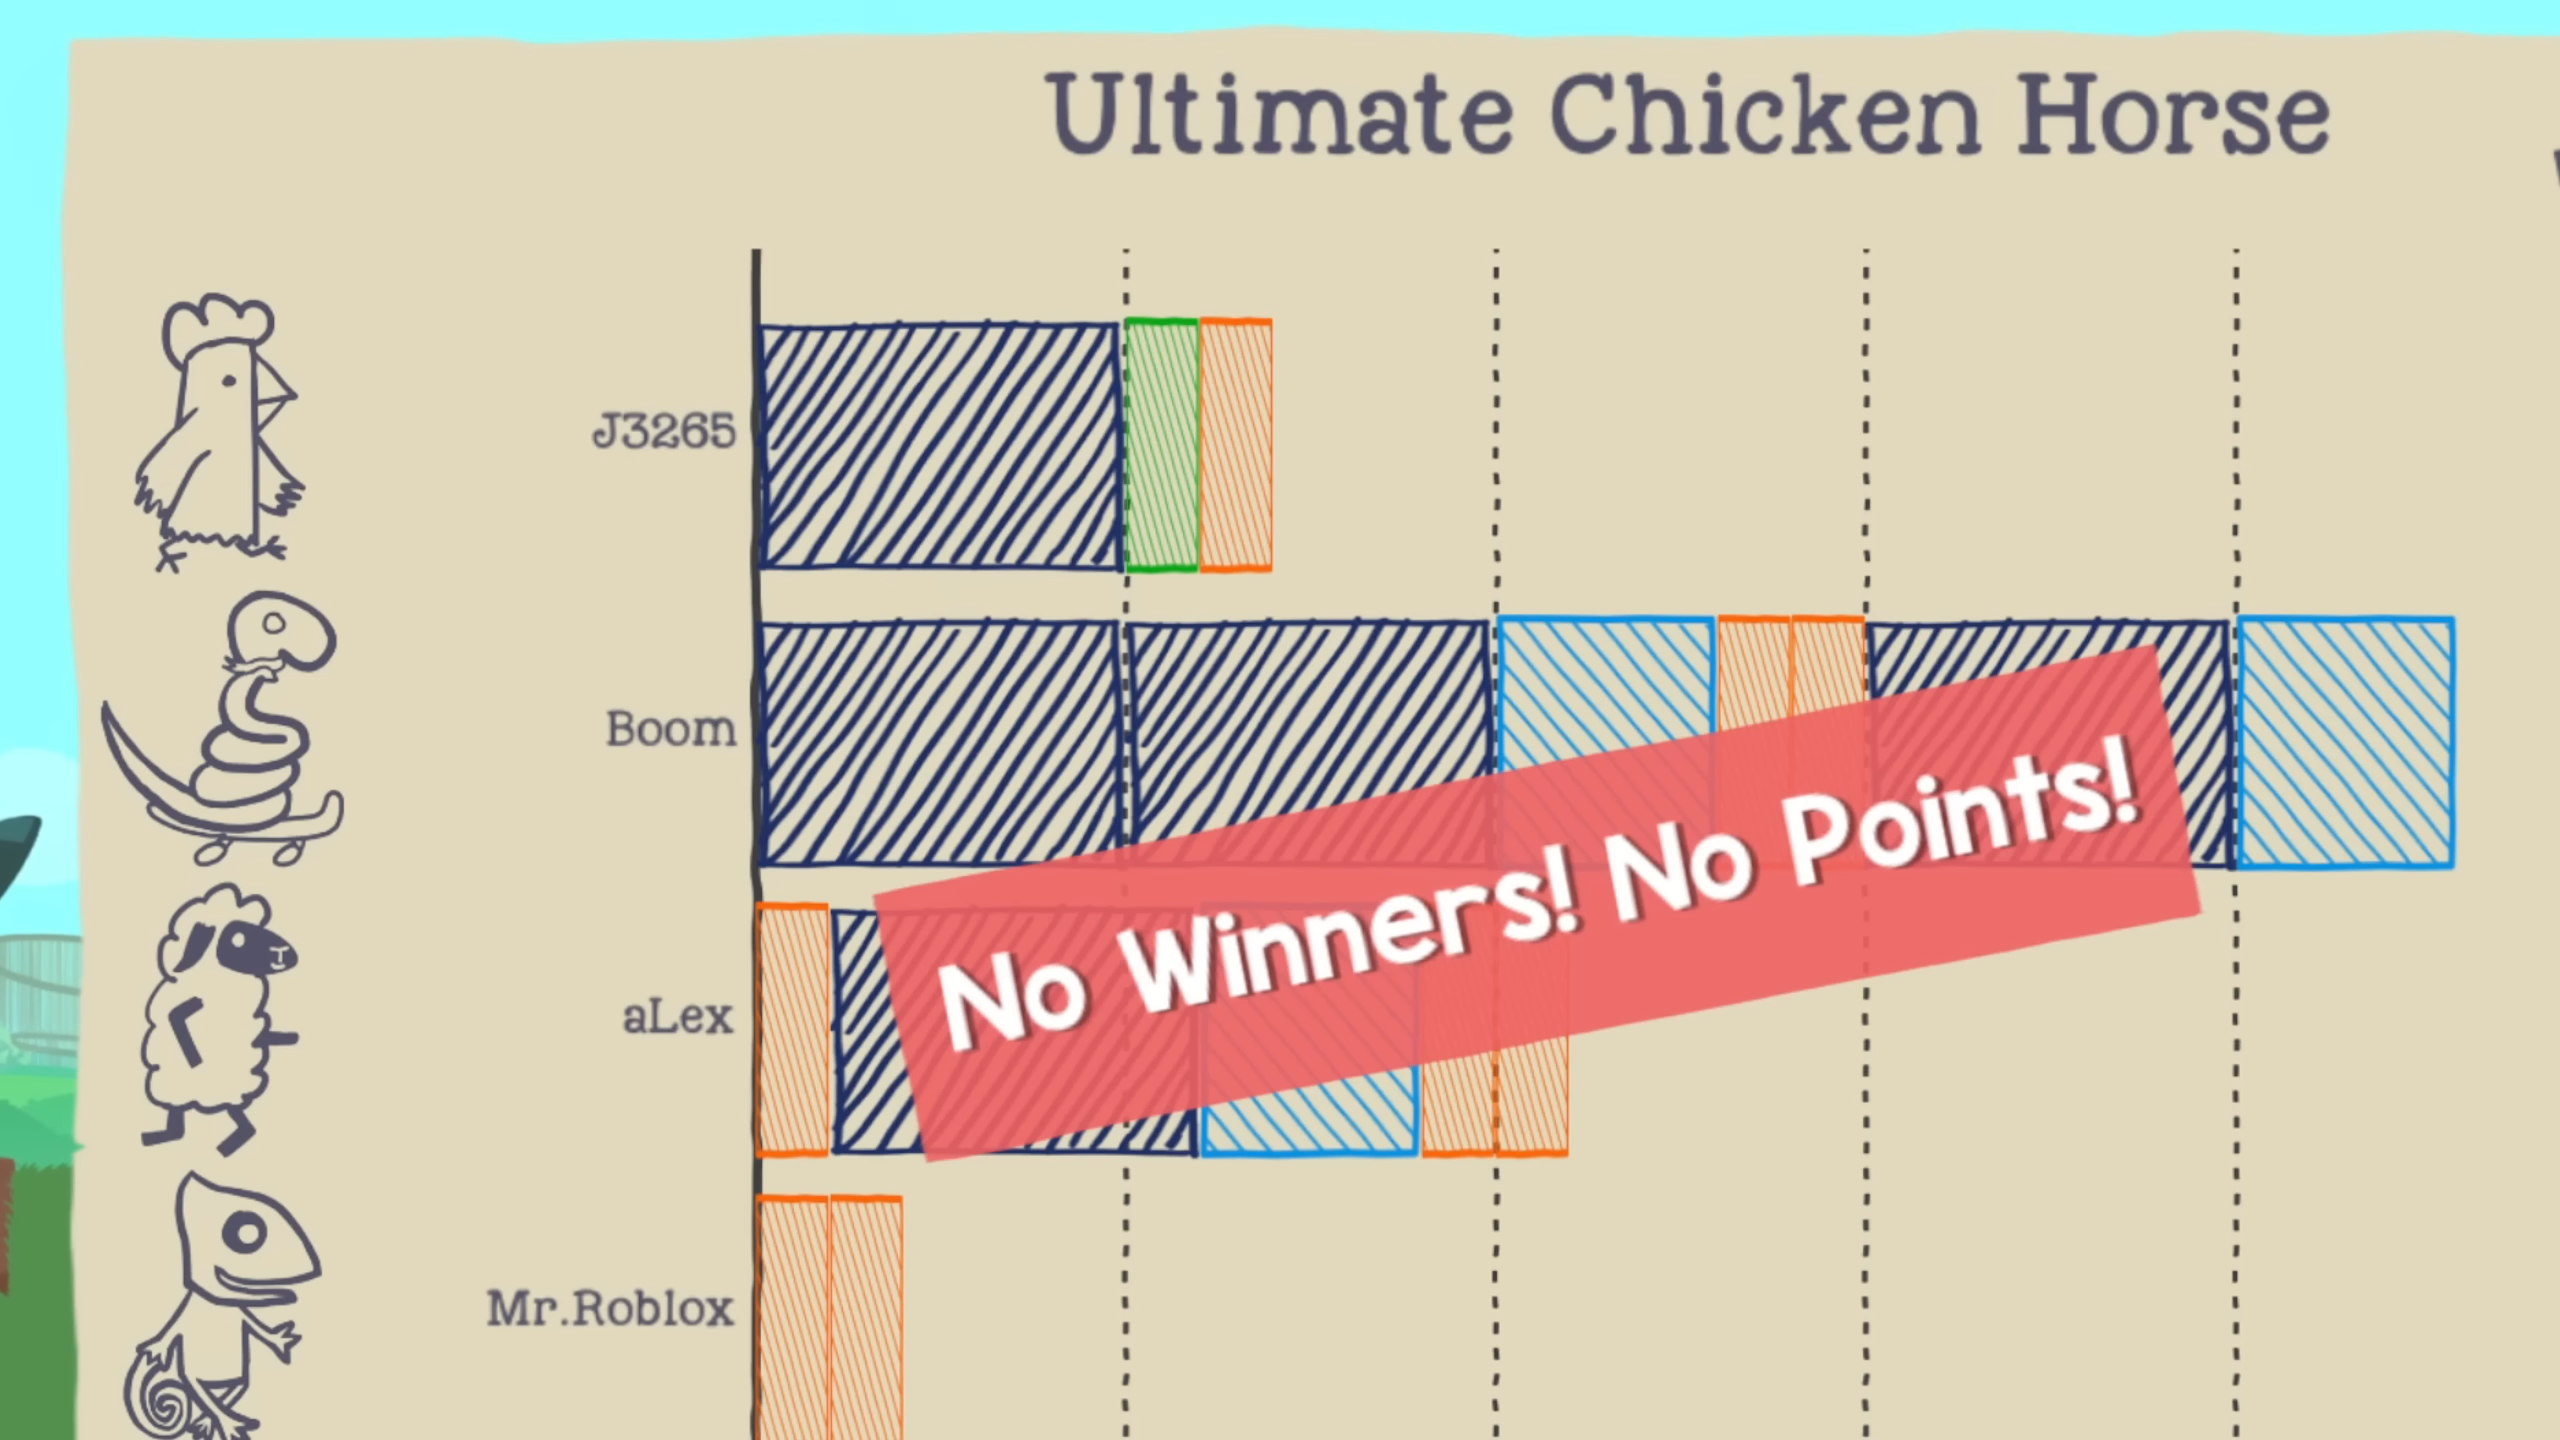 Ultimate Chicken Horse
J3265
Boom
No Winners! No Points!
aLex
Mr.Roblox